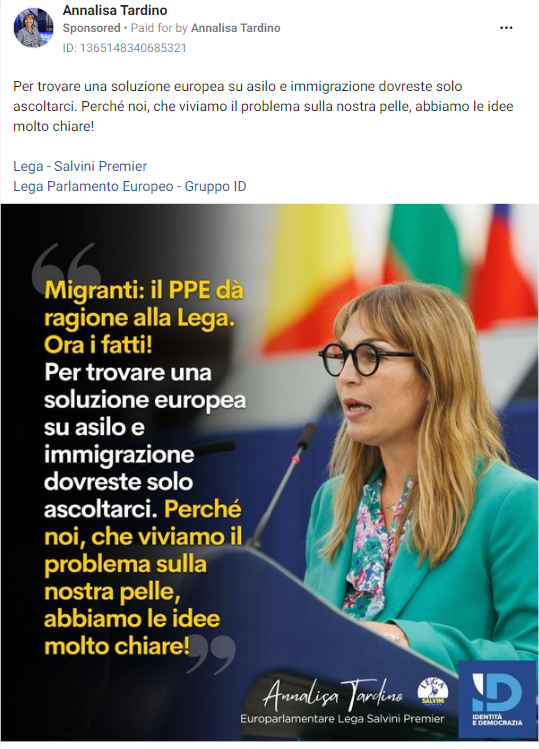 Annalisa Tardino
Sponsored • Paid for by Annalisa Tardino
ID: 1365148340685321
Per trovare una soluzione europea su asilo e immigrazione dovreste solo
ascoltarci. Perché noi, che viviamo il problema sulla nostra pelle, abbiamo le idee
molto chiare!
Lega - Salvini Premier
Lega Parlamento Europeo - Gruppo ID
Migranti: il PPE dà
ragione alla Lega.
Ora i fatti!
Per trovare una
soluzione europea
su asilo e
immigrazione
dovreste solo
ascoltarci. Perché
noi, che viviamo il
problema sulla
nostra pelle,
abbiamo le idee
molto chiare!
Annalisa Tardino
Europarlamentare Lega Salvini Premier
LEGA
SALVINI
ID
IDENTITÀ
E DEMOCRAZIA